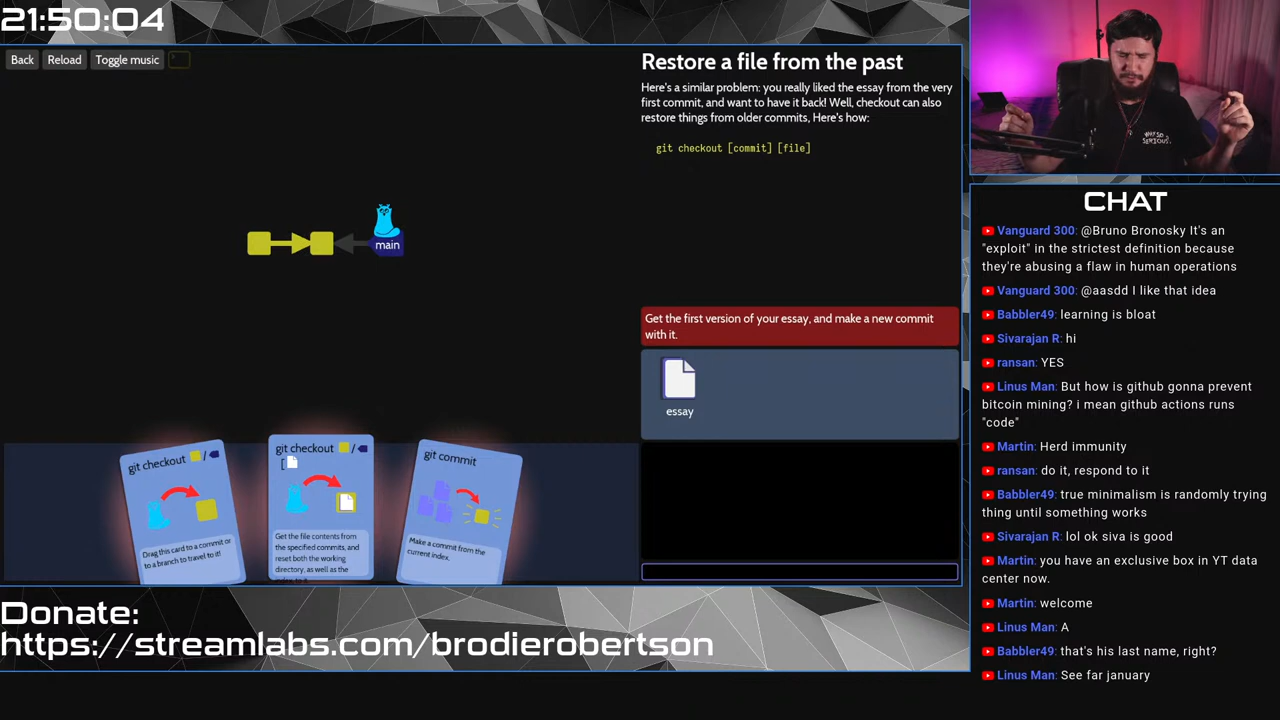 21:50:04
Back
Reload
Toggle music
main
git checkout /
Drag this card to a commit or
to a branch to travel to it!
git checkout /
[
Get the file contents from
the specified commits, and
reset both the working
directory, as well as the
git commit
Make a commit from the
current index.
Restore a file from the past
Here's a similar problem: you really liked the essay from the very
first commit, and want to have it back! Well, checkout can also
restore things from older commits, Here's how:
git checkout [commit] [file]
Get the first version of your essay, and make a new commit
with it.
essay
Donate:
https://streamlabs.com/brodierobertson
CHAT
Vanguard 300: @Bruno Bronosky It's an
"exploit" in the strictest definition because
they're abusing a flaw in human operations
Vanguard 300: @aasdd I like that idea
Babbler49: learning is bloat
Sivarajan R: hi
ransan: YES
Linus Man: But how is github gonna prevent
bitcoin mining? i mean github actions runs
"code"
Martin: Herd immunity
ransan: do it, respond to it
Babbler49: true minimalism is randomly trying
thing until something works
Sivarajan R: lol ok siva is good
Martin: you have an exclusive box in YT data
center now.
Martin: welcome
Linus Man: A
Babbler49: that's his last name, right?
Linus Man: See far january